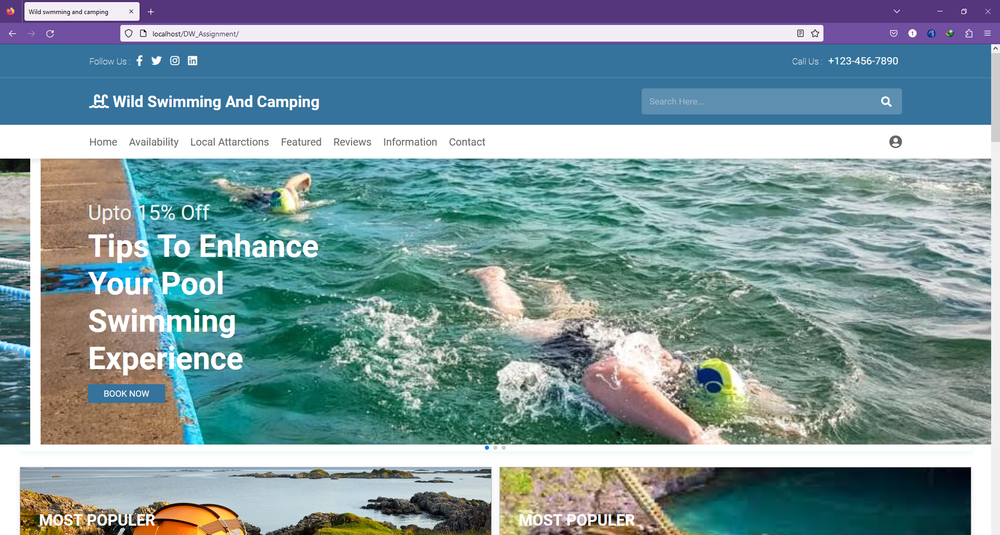 Wild swmming and camping
localhost/DW_Assignment/
1
Follow Us :
Call Us : +123-456-7890
Wild Swimming And Camping
Search Here...
Home Availability Local Attarctions Featured Reviews Information Contact
Upto 15% Off
Tips To Enhance
Your Pool
Swimming
Experience
BOOK NOW
MOST POPULER
MOST POPULER